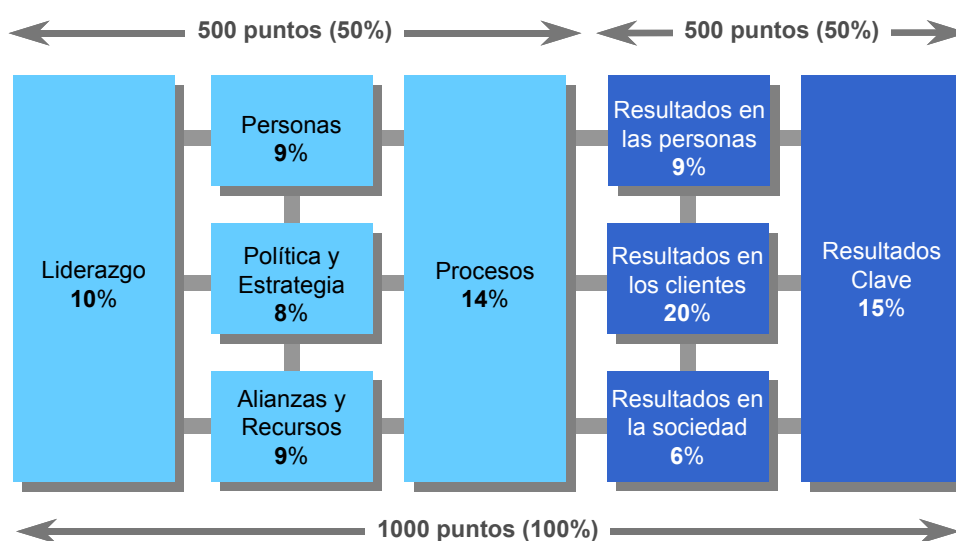 500 puntos (50%)
500 puntos (50%)
Liderazgo
10%
Personas
9%
Política y
Estrategia
8%
Alianzas y
Recursos
9%
Procesos
14%
Resultados en
las personas
9%
Resultados en
los clientes
20%
Resultados en
la sociedad
6%
Resultados
Clave
15%
1000 puntos (100%)